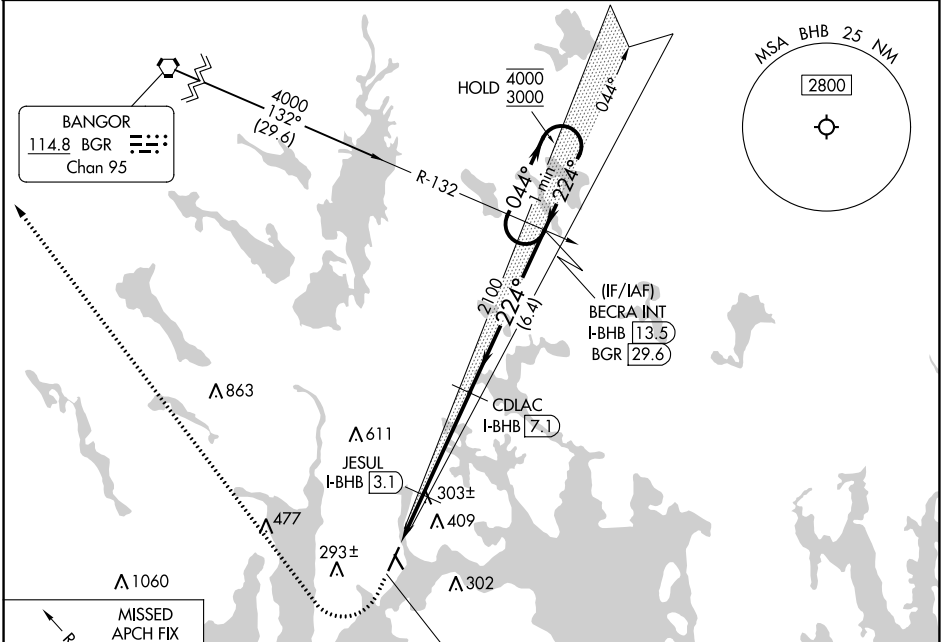 MSA BHB 25 NM
2800
HOLD 4000
3000
044°
4000
132°
(29.6)
BANGOR
114.8 BGR
Chan 95
R-132
044°
1 min
224°
2100
224°
(6.4)
(IF/IAF)
BECRA INT
I-BHB 13.5
BGR 29.6
863
CDLAC
I-BHB 7.1
611
JESUL
I-BHB 3.1
303±
409
477
293±
1060
302
MISSED
APCH FIX
R